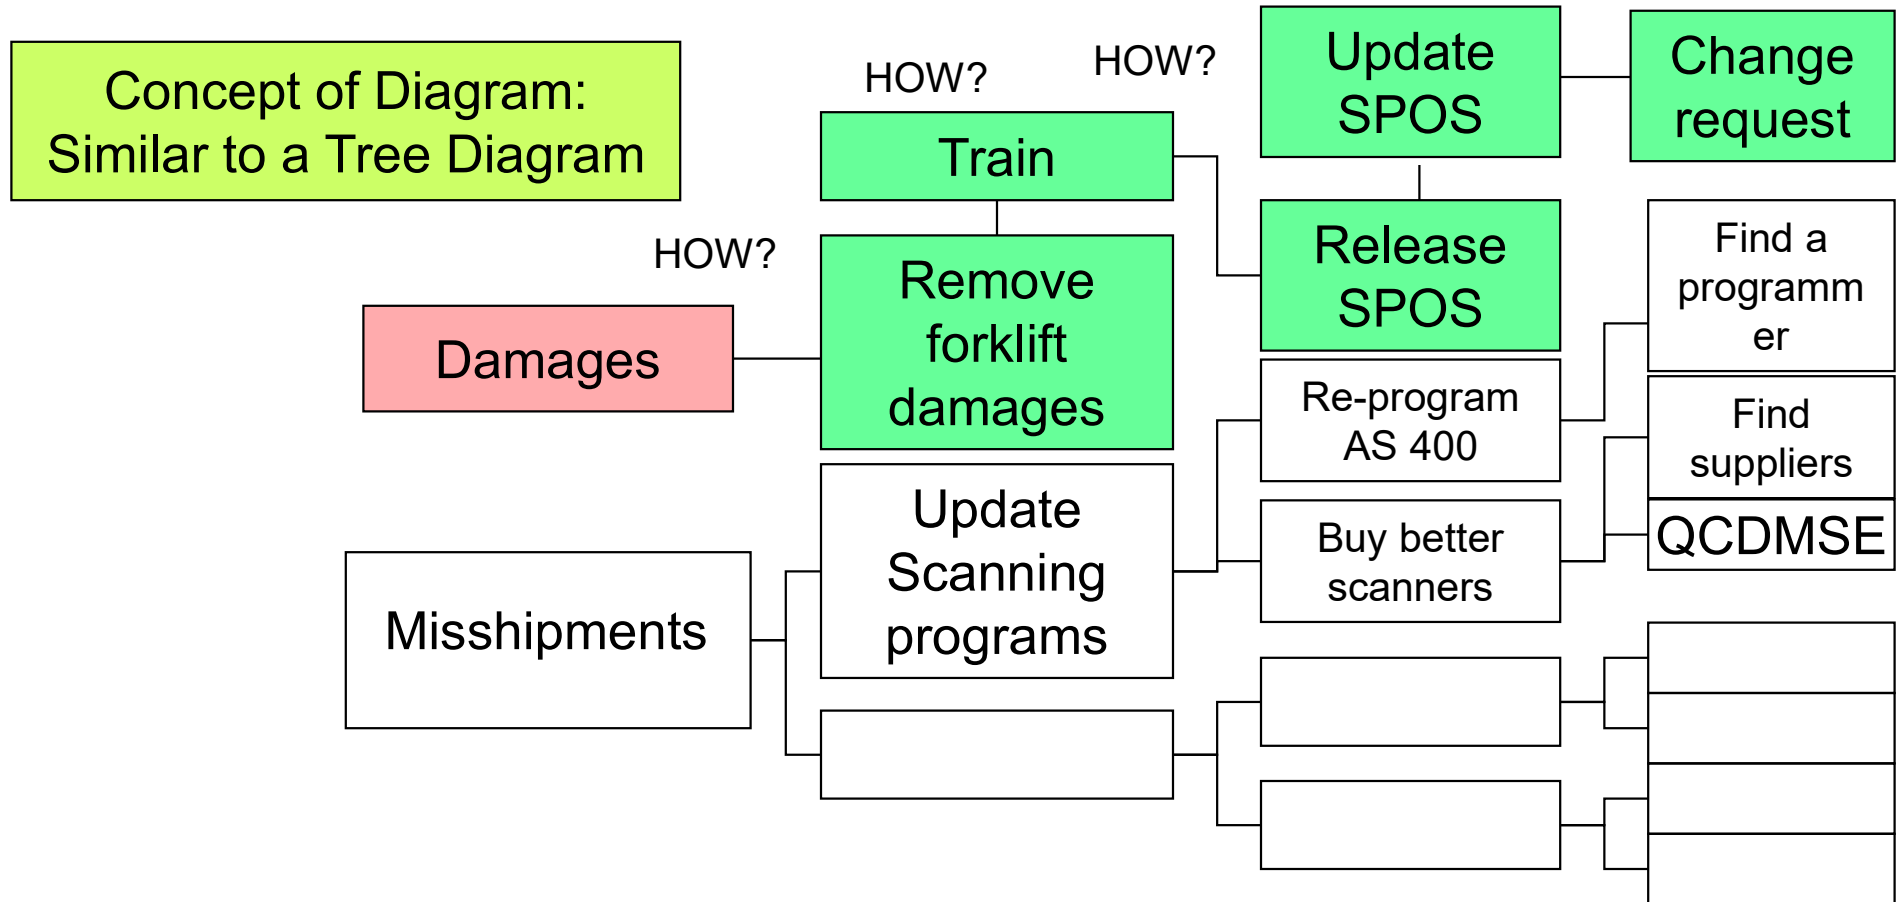 Concept of Diagram:
Similar to a Tree Diagram
HOW?
HOW?
HOW?
Train
Update
SPOS
Change
request
Damages
Remove
forklift
damages
Release
SPOS
Find a
programm
er
Re-program
AS 400
Find
suppliers
Misshipments
Update
Scanning
programs
Buy better
scanners
QCDMSE